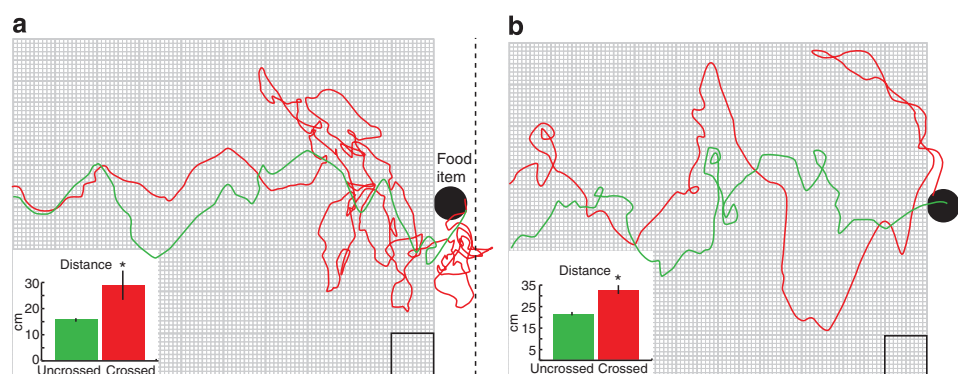 a
Food
item
Distance
*
30
20
10
0
cm
Uncrossed Crossed
b
Distance
*
35
25
15
5
cm
Uncrossed Crossed